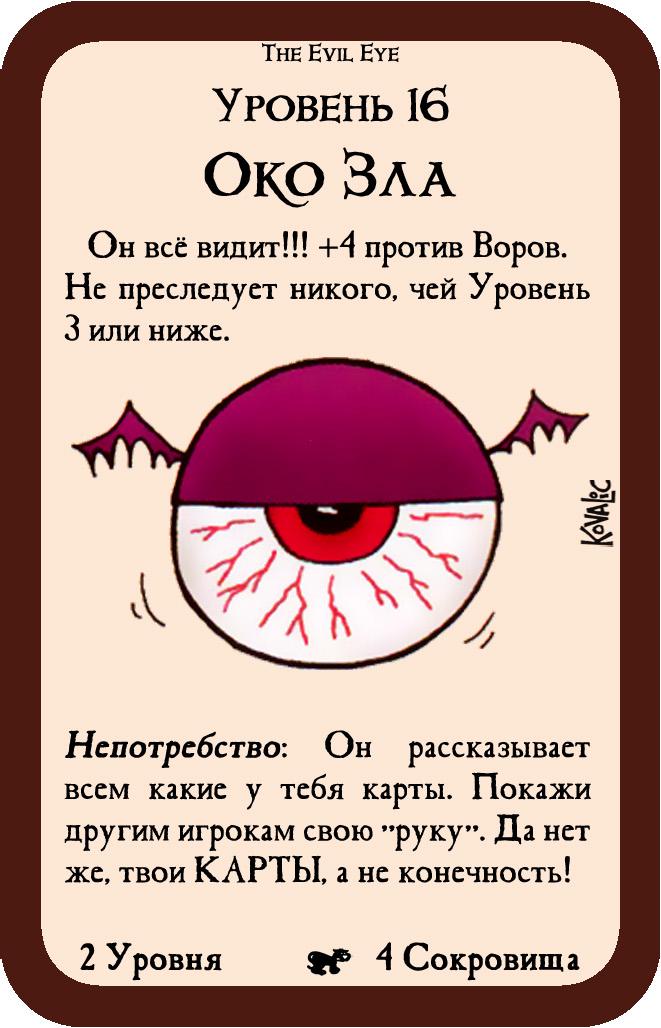 The Evil Eye
Уровень 16
Око Зла
Он всё видит!!! +4 против Воров.
Не преследует никого, чей Уровень
3 или ниже.
Kovalic
Непотребство: Он рассказывает
всем какие у тебя карты. Покажи
другим игрокам свою ”руку”. Да нет
же, твои КАРТЫ, а не конечность!
2 Уровня
4 Сокровища